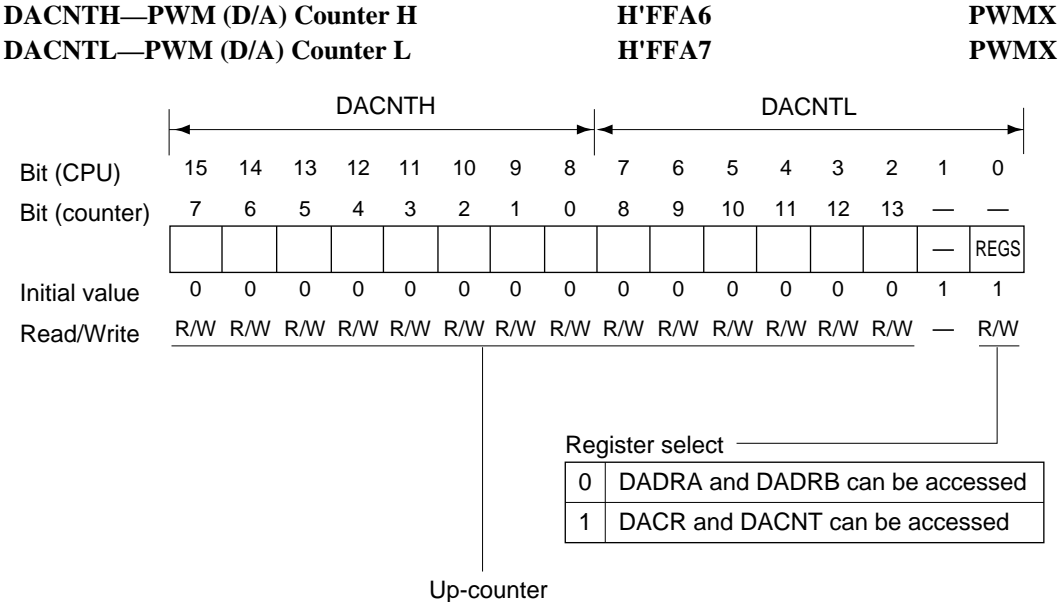 DACNTH—PWM (D/A) Counter H H'FFA6 PWMX
DACNTL—PWM (D/A) Counter L H'FFA7 PWMX
DACNTH DACNTL
Bit (CPU) 15 14 13 12 11 10 9 8 7 6 5 4 3 2 1 0
Bit (counter) 7 6 5 4 3 2 1 0 8 9 10 11 12 13 — —
— REGS
Initial value 0 0 0 0 0 0 0 0 0 0 0 0 0 0 1 1
Read/Write R/W R/W R/W R/W R/W R/W R/W R/W R/W R/W R/W R/W R/W R/W — R/W
Register select
0 DADRA and DADRB can be accessed
1 DACR and DACNT can be accessed
Up-counter